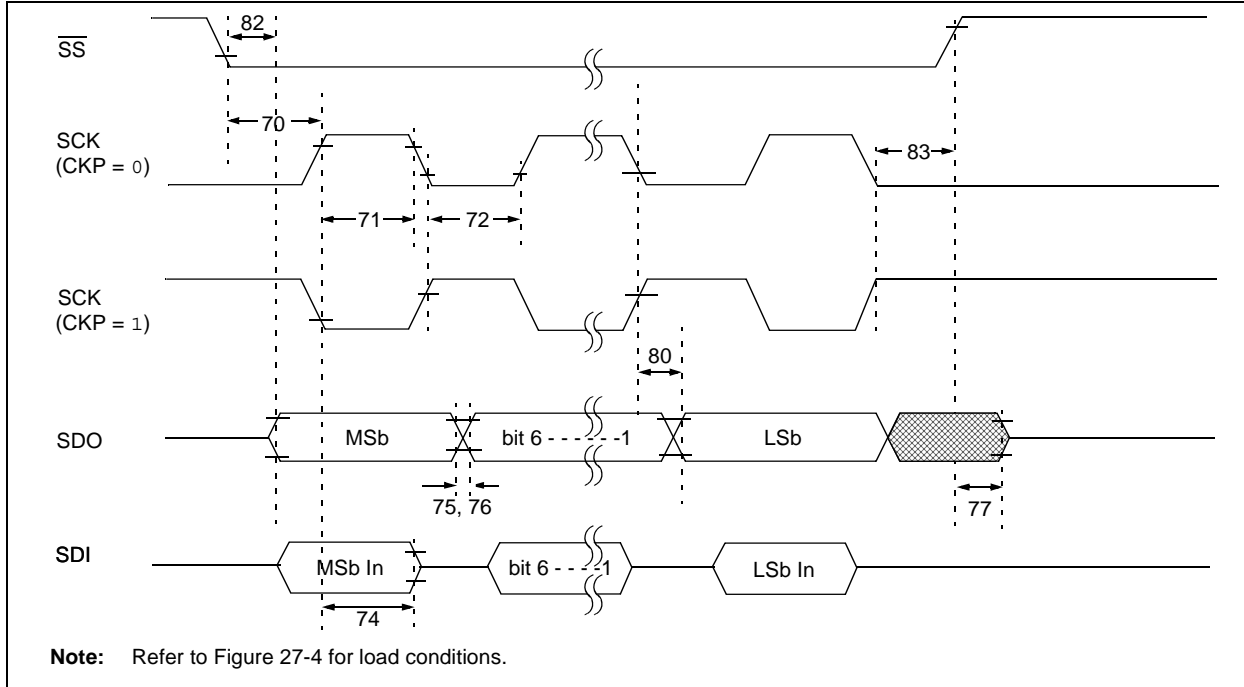 82
SS
70
SCK
(CKP = 0)
83
71
72
SCK
(CKP = 1)
80
SDO
MSb
bit 6 - - - - - -1
LSb
75, 76
77
SDI
MSb In
bit 6 - - - -1
LSb In
74
Note: Refer to Figure 27-4 for load conditions.